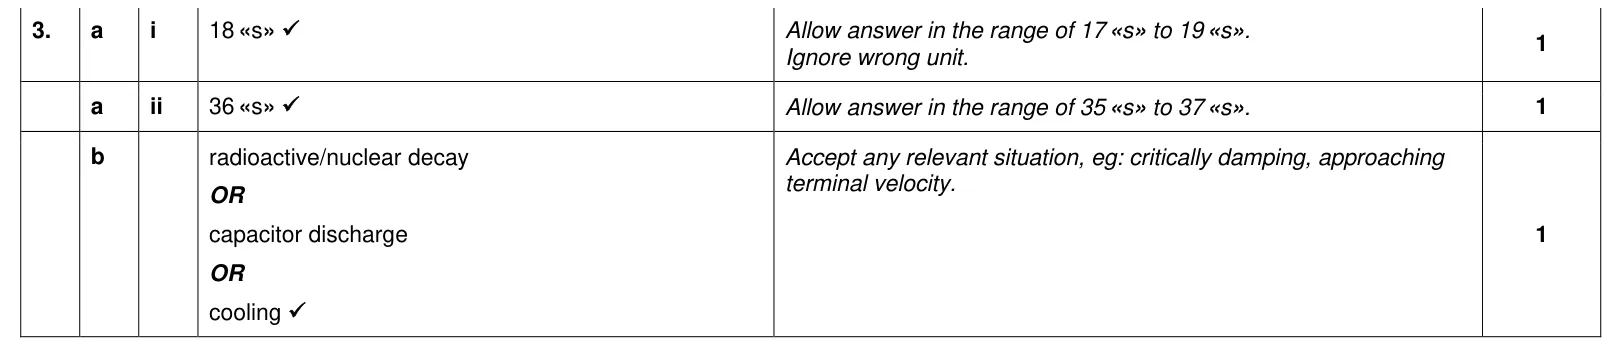 3. a i 18 «s» ✓ Allow answer in the range of 17 «s» to 19 «s».
Ignore wrong unit. 1
a ii 36 «s» ✓ Allow answer in the range of 35 «s» to 37 «s». 1
b radioactive/nuclear decay Accept any relevant situation, eg: critically damping, approaching
terminal velocity.
OR
capacitor discharge 1
OR
cooling ✓